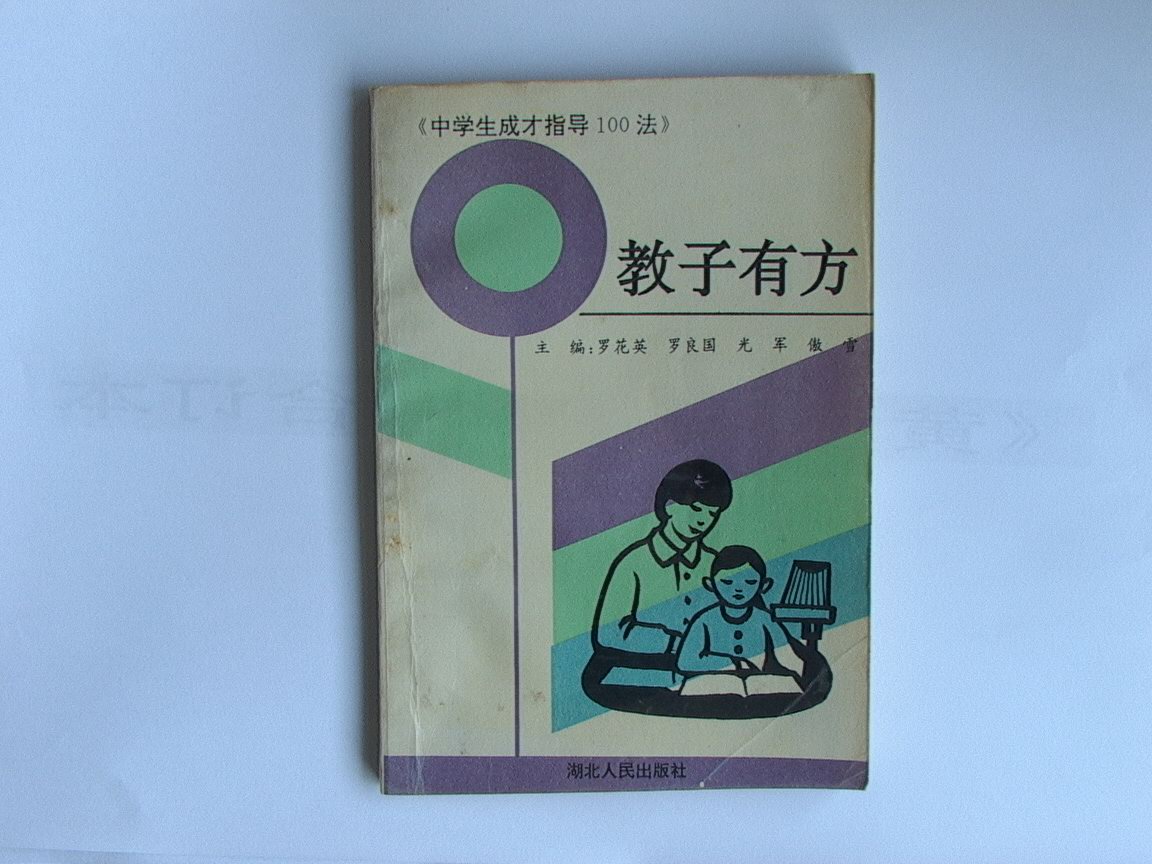 《中学生成才指导100法》
教子有方
主 编:罗花英 罗良国 光 军 傲 雪
湖北人民出版社